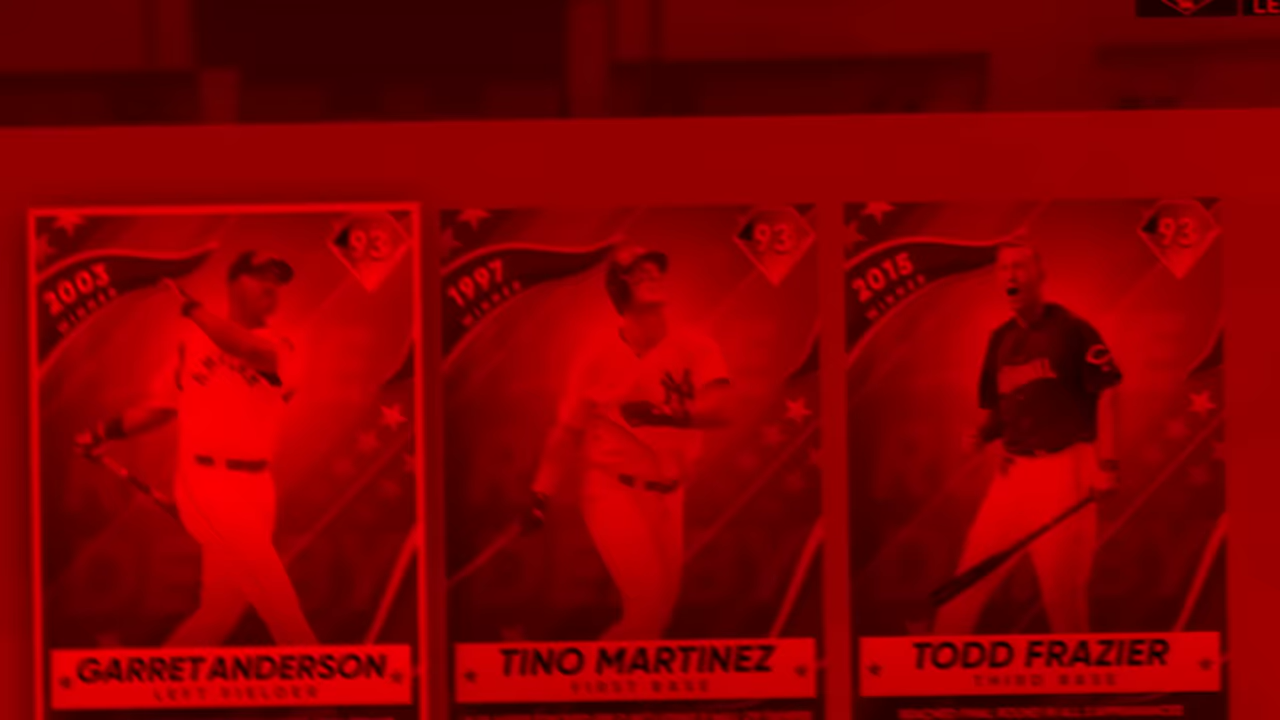 LE
93
2003
WINNER
93
1997
WINNER
93
2015
WINNER
GARRET ANDERSON
LEFT FIELDER
TINO MARTINEZ
FIRST BASE
TODD FRAZIER
THIRD BASE